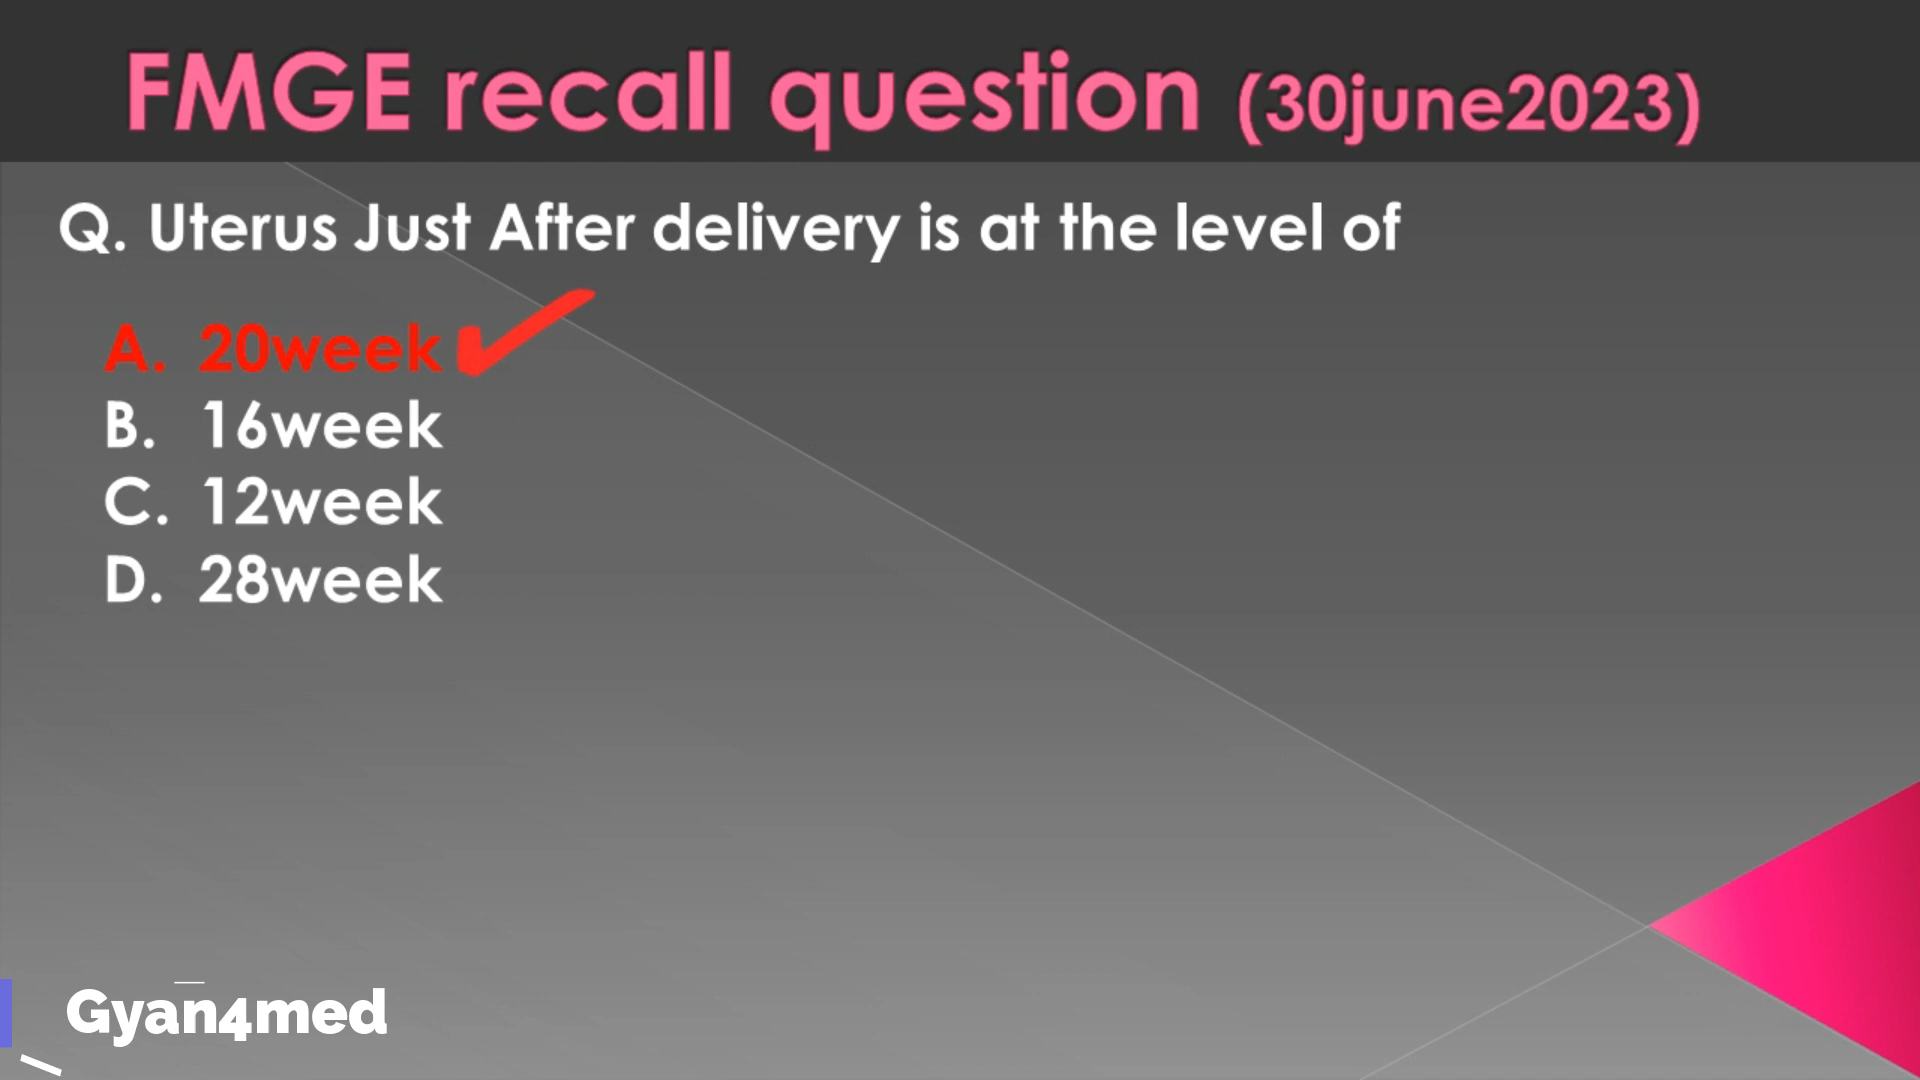 FMGE recall question (30june2023)
Q. Uterus Just After delivery is at the level of
A. 20week
B. 16week
C. 12week
D. 28week
Gyan4med